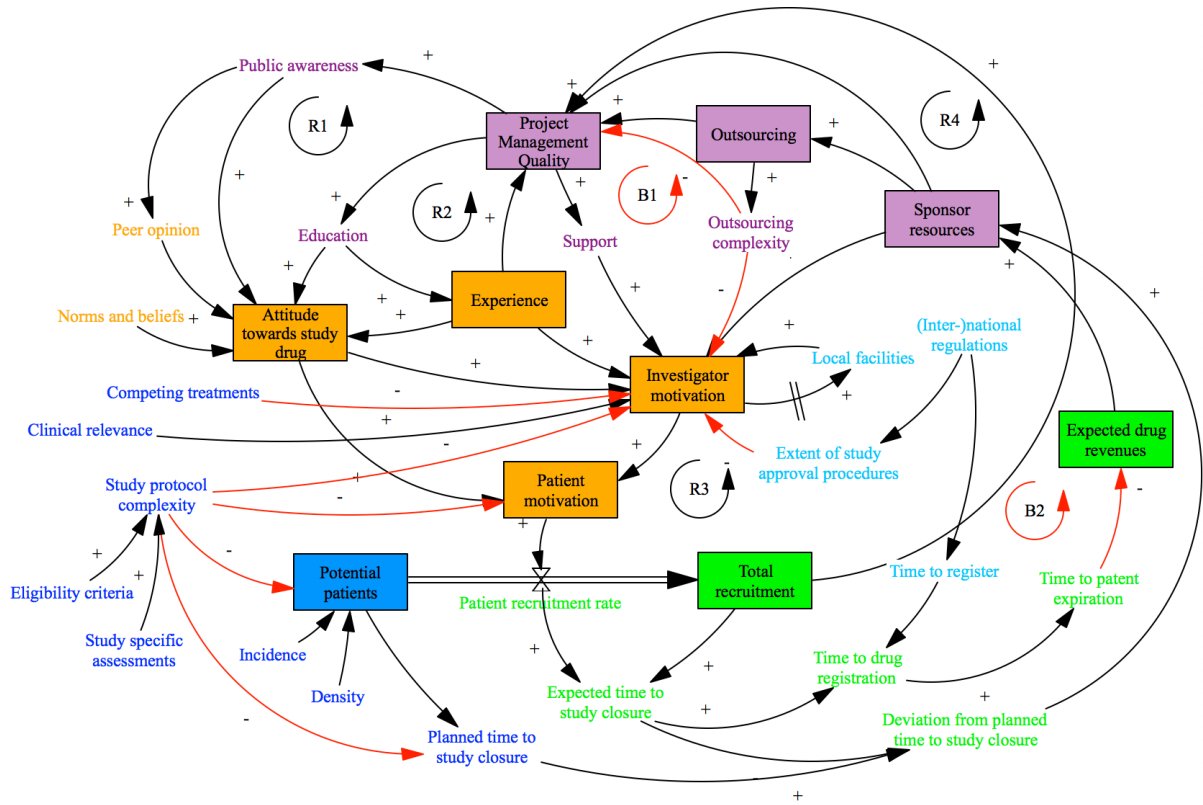 Public awareness
Project
Management
Quality
Outsourcing
Sponsor
resources
R1
R2
B1
R4
Peer opinion
Education
Support
Outsourcing
complexity
Norms and beliefs
Attitude
towards study
drug
Experience
Investigator
motivation
Local facilities
(Inter-)national
regulations
Competing treatments
Clinical relevance
Extent of study
approval procedures
Expected drug
revenues
Study protocol
complexity
Patient
motivation
R3
B2
Eligibility criteria
Study specific
assessments
Potential
patients
Patient recruitment rate
Total
recruitment
Time to register
Time to patent
expiration
Incidence
Density
Planned time to
study closure
Expected time to
study closure
Time to drug
registration
Deviation from planned
time to study closure